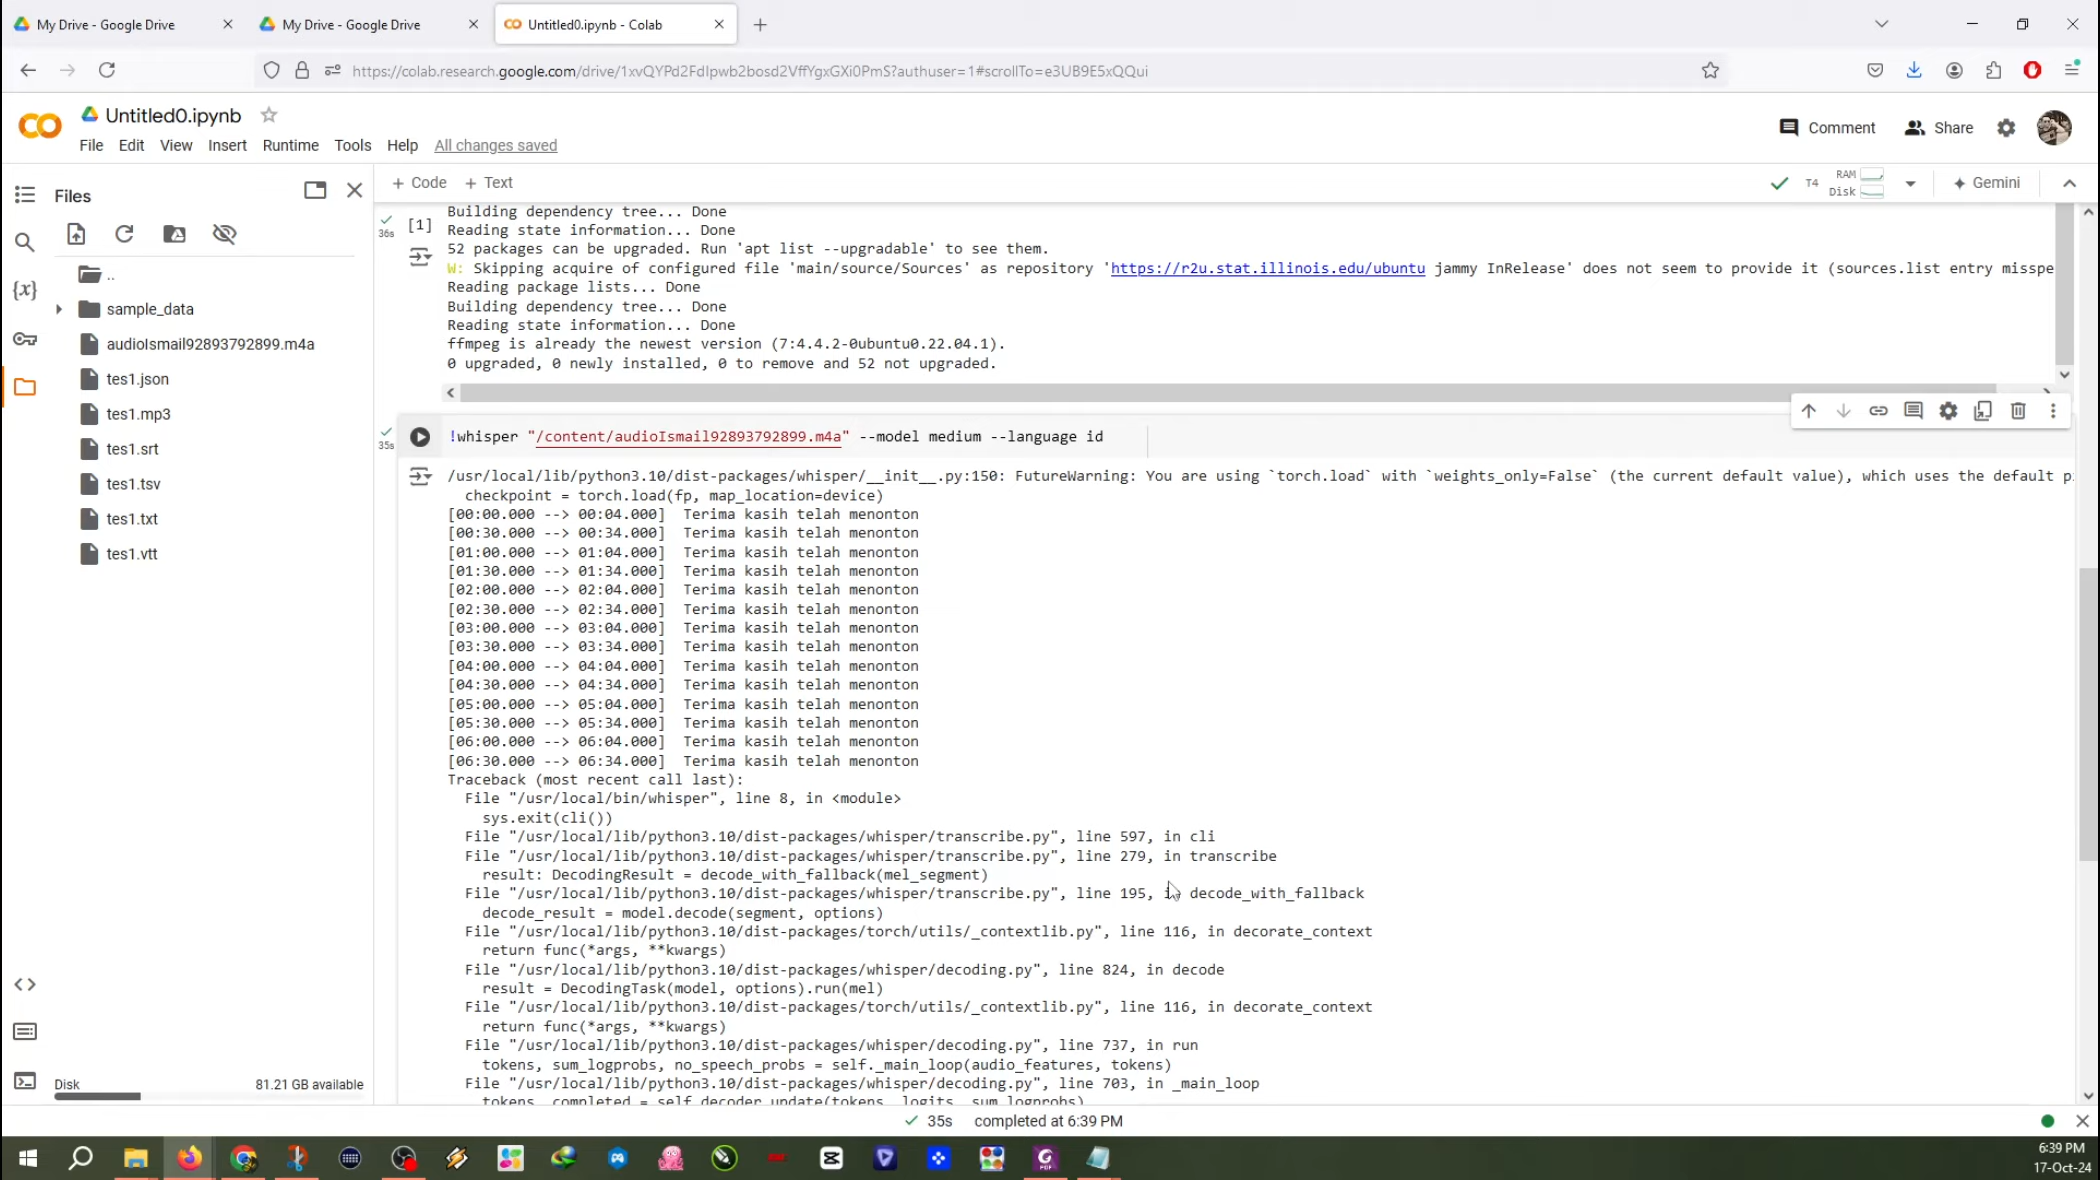 My Drive - Google Drive
My Drive - Google Drive
Untitled0.ipynb - Colab
https://colab.research.google.com/drive/1xvQYPd2FdIpwb2bosd2VffYgxGXi0PmS?authuser=1#scrollTo=e3UB9E5xQQui
CO
Untitled0.ipynb
Comment
Share
File Edit View Insert Runtime Tools Help All changes saved
Files
+ Code + Text
T4
RAM
Disk
Gemini
..
sample_data
audioIsmail92893792899.m4a
tes1.json
tes1.mp3
tes1.srt
tes1.tsv
tes1.txt
tes1.vtt
{x}
<>
Disk 81.21 GB available
36s
[1]
Building dependency tree... Done
Reading state information... Done
52 packages can be upgraded. Run 'apt list --upgradable' to see them.
W: Skipping acquire of configured file 'main/source/Sources' as repository 'https://r2u.stat.illinois.edu/ubuntu jammy InRelease' does not seem to provide it (sources.list entry misspe
Reading package lists... Done
Building dependency tree... Done
Reading state information... Done
ffmpeg is already the newest version (7:4.4.2-0ubuntu0.22.04.1).
0 upgraded, 0 newly installed, 0 to remove and 52 not upgraded.
35s
!whisper "/content/audioIsmail92893792899.m4a" --model medium --language id
/usr/local/lib/python3.10/dist-packages/whisper/__init__.py:150: FutureWarning: You are using `torch.load` with `weights_only=False` (the current default value), which uses the default pi
checkpoint = torch.load(fp, map_location=device)
[00:00.000 --> 00:04.000] Terima kasih telah menonton
[00:30.000 --> 00:34.000] Terima kasih telah menonton
[01:00.000 --> 01:04.000] Terima kasih telah menonton
[01:30.000 --> 01:34.000] Terima kasih telah menonton
[02:00.000 --> 02:04.000] Terima kasih telah menonton
[02:30.000 --> 02:34.000] Terima kasih telah menonton
[03:00.000 --> 03:04.000] Terima kasih telah menonton
[03:30.000 --> 03:34.000] Terima kasih telah menonton
[04:00.000 --> 04:04.000] Terima kasih telah menonton
[04:30.000 --> 04:34.000] Terima kasih telah menonton
[05:00.000 --> 05:04.000] Terima kasih telah menonton
[05:30.000 --> 05:34.000] Terima kasih telah menonton
[06:00.000 --> 06:04.000] Terima kasih telah menonton
[06:30.000 --> 06:34.000] Terima kasih telah menonton
Traceback (most recent call last):
File "/usr/local/bin/whisper", line 8, in <module>
sys.exit(cli())
File "/usr/local/lib/python3.10/dist-packages/whisper/transcribe.py", line 597, in cli
File "/usr/local/lib/python3.10/dist-packages/whisper/transcribe.py", line 279, in transcribe
result: DecodingResult = decode_with_fallback(mel_segment)
File "/usr/local/lib/python3.10/dist-packages/whisper/transcribe.py", line 195, in decode_with_fallback
decode_result = model.decode(segment, options)
File "/usr/local/lib/python3.10/dist-packages/torch/utils/_contextlib.py", line 116, in decorate_context
return func(*args, **kwargs)
File "/usr/local/lib/python3.10/dist-packages/whisper/decoding.py", line 824, in decode
result = DecodingTask(model, options).run(mel)
File "/usr/local/lib/python3.10/dist-packages/torch/utils/_contextlib.py", line 116, in decorate_context
return func(*args, **kwargs)
File "/usr/local/lib/python3.10/dist-packages/whisper/decoding.py", line 737, in run
tokens, sum_logprobs, no_speech_probs = self._main_loop(audio_features, tokens)
File "/usr/local/lib/python3.10/dist-packages/whisper/decoding.py", line 703, in _main_loop
tokens, completed = self.decoder.update(tokens, logits, sum_logprobs)
35s completed at 6:39 PM
6:39 PM
17-Oct-24